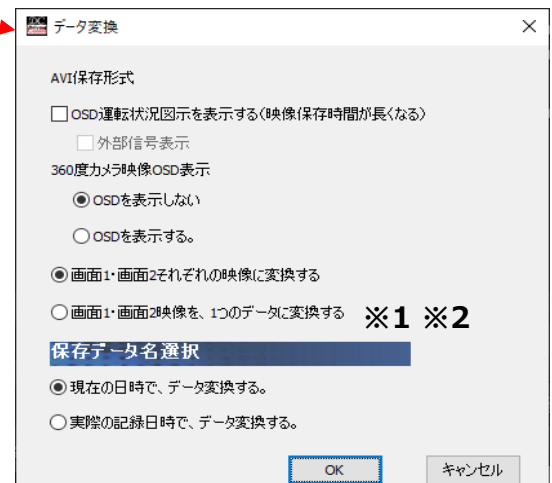 データ変換
AVI保存形式
OSD運転状況図示を表示する(映像保存時間が長くなる)
外部信号表示
360度カメラ映像OSD表示
OSDを表示しない
OSDを表示する。
画面1・画面2それぞれの映像に変換する
画面1・画面2映像を、1つのデータに変換する ※1 ※2
保存データ名選択
現在の日時で、データ変換する。
実際の記録日時で、データ変換する。
OK キャンセル